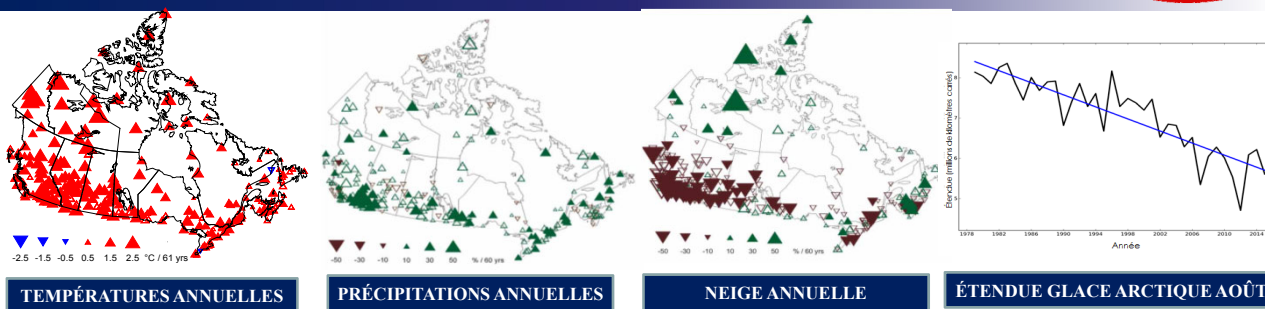 -2.5 -1.5 -0.5 0.5 1.5 2.5 °C / 61 yrs
TEMPÉRATURES ANNUELLES
-50 -30 -10 10 30 50 % / 60 yrs
PRÉCIPITATIONS ANNUELLES
-50 -30 -10 10 30 50 % / 60 yrs
NEIGE ANNUELLE
Étendue (millions de kilomètres carrés)
8
7
6
5
1978 1982 1986 1990 1994 1998 2002 2006 2010 2014
Année
ÉTENDUE GLACE ARCTIQUE AOÛT